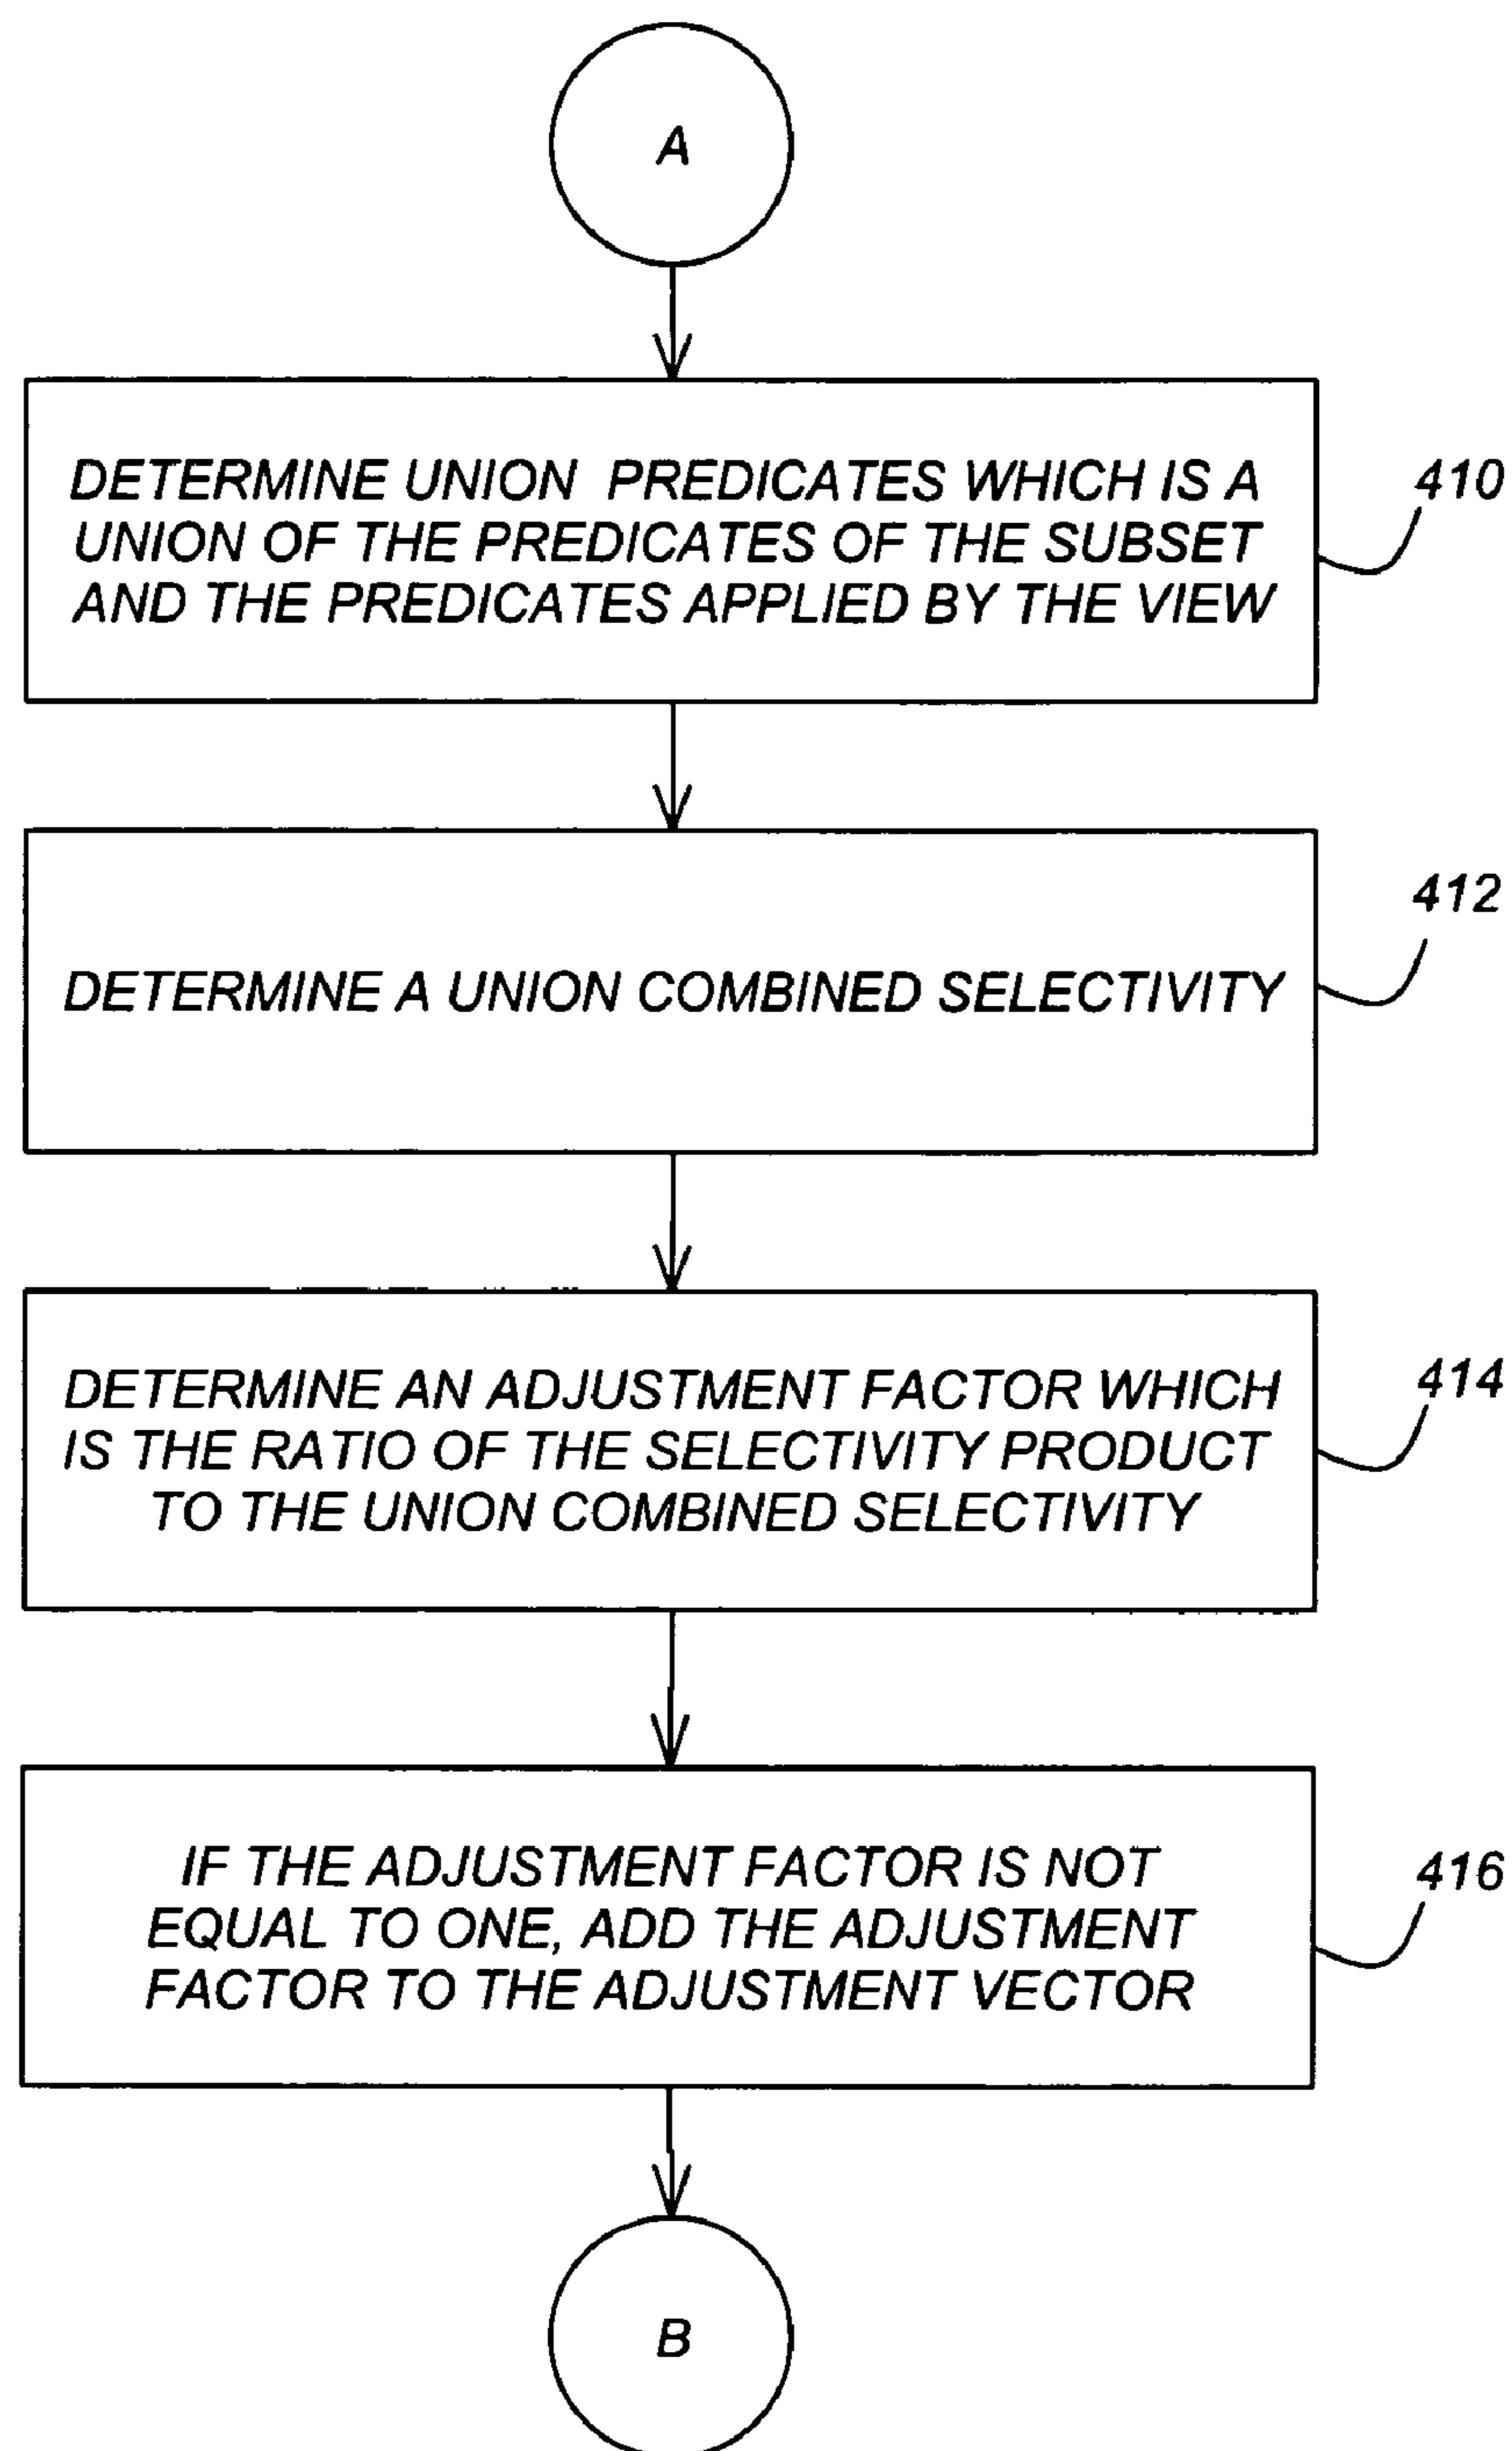 A
DETERMINE UNION PREDICATES WHICH IS A
UNION OF THE PREDICATES OF THE SUBSET
AND THE PREDICATES APPLIED BY THE VIEW
410
DETERMINE A UNION COMBINED SELECTIVITY
412
DETERMINE AN ADJUSTMENT FACTOR WHICH
IS THE RATIO OF THE SELECTIVITY PRODUCT
TO THE UNION COMBINED SELECTIVITY
414
IF THE ADJUSTMENT FACTOR IS NOT
EQUAL TO ONE, ADD THE ADJUSTMENT
FACTOR TO THE ADJUSTMENT VECTOR
416
B